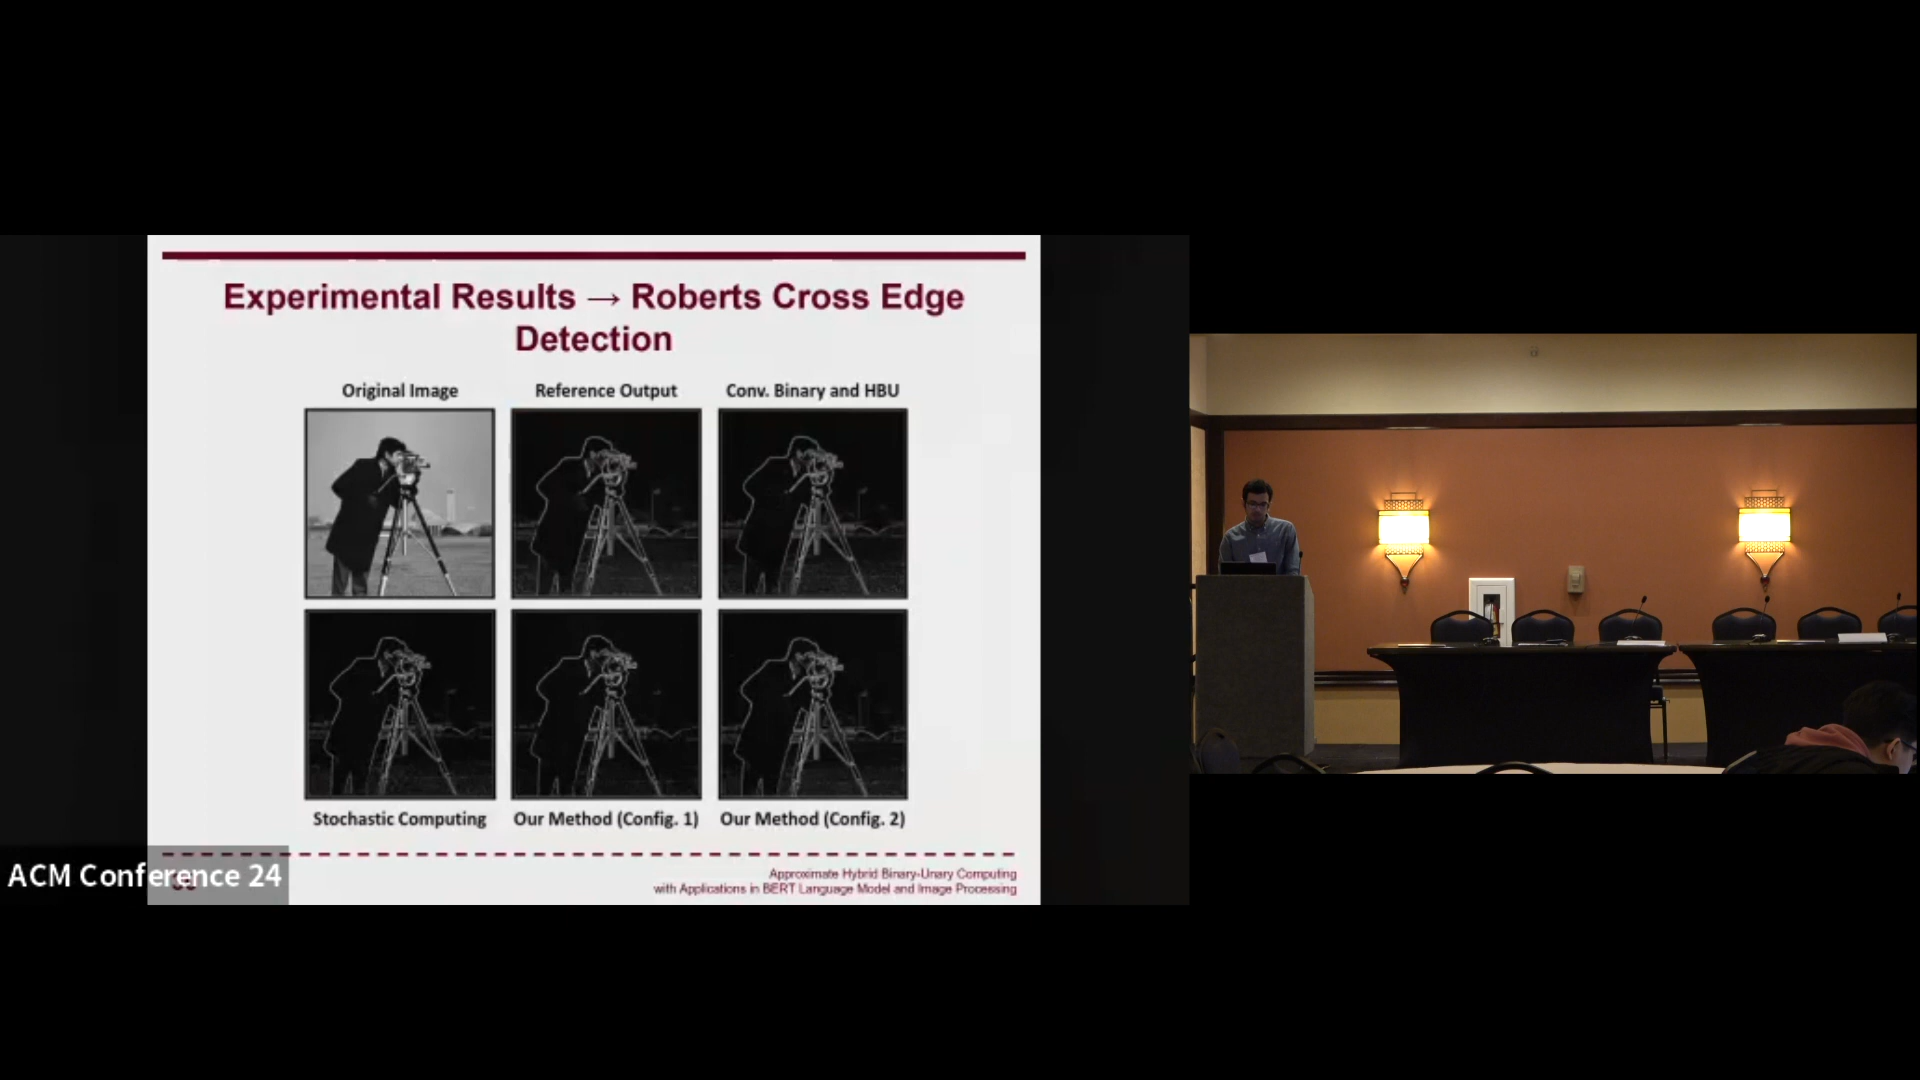 Experimental Results → Roberts Cross Edge
Detection
Original Image
Reference Output
Conv. Binary and HBU
Stochastic Computing
Our Method (Config. 1)
Our Method (Config. 2)
ACM Conference 24
Approximate Hybrid Binary-Unary Computing
with Applications in BERT Language Model and Image Processing